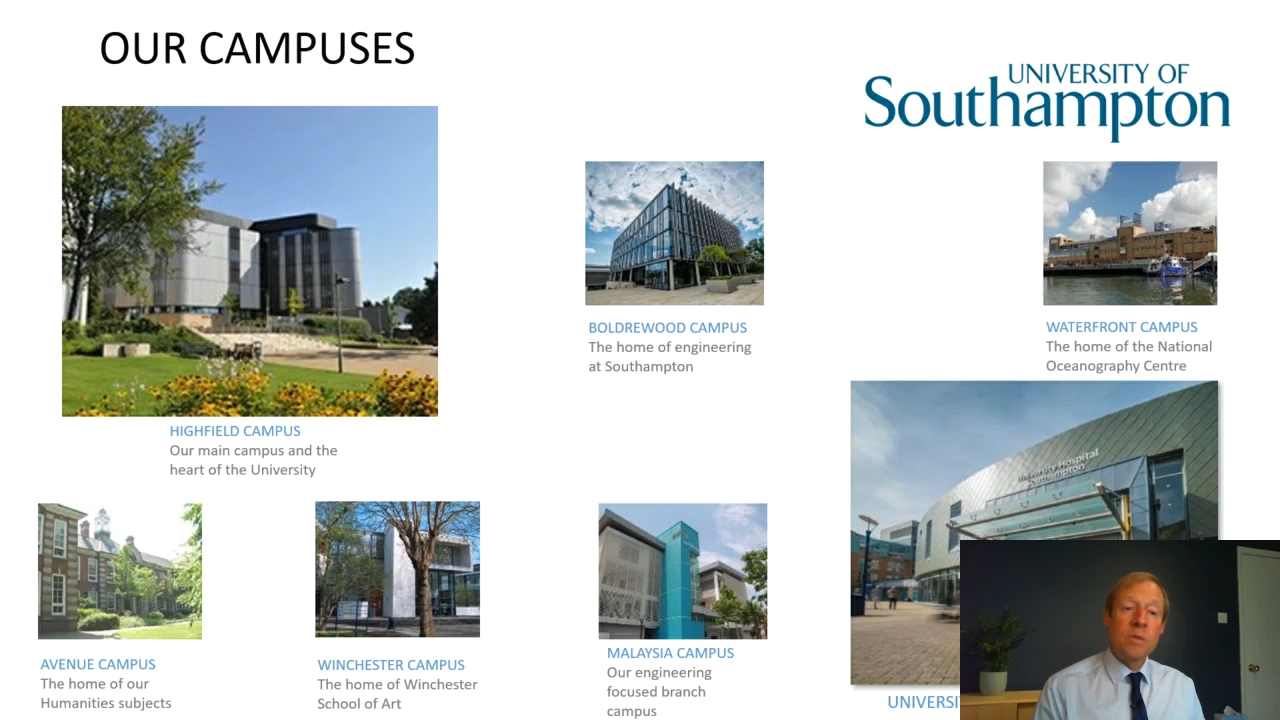 OUR CAMPUSES
UNIVERSITY OF
Southampton
BOLDREWOOD CAMPUS
The home of engineering
at Southampton
WATERFRONT CAMPUS
The home of the National
Oceanography Centre
HIGHFIELD CAMPUS
Our main campus and the
heart of the University
University Hospital
Southampton
AVENUE CAMPUS
The home of our
Humanities subjects
WINCHESTER CAMPUS
The home of Winchester
School of Art
MALAYSIA CAMPUS
Our engineering
focused branch
campus